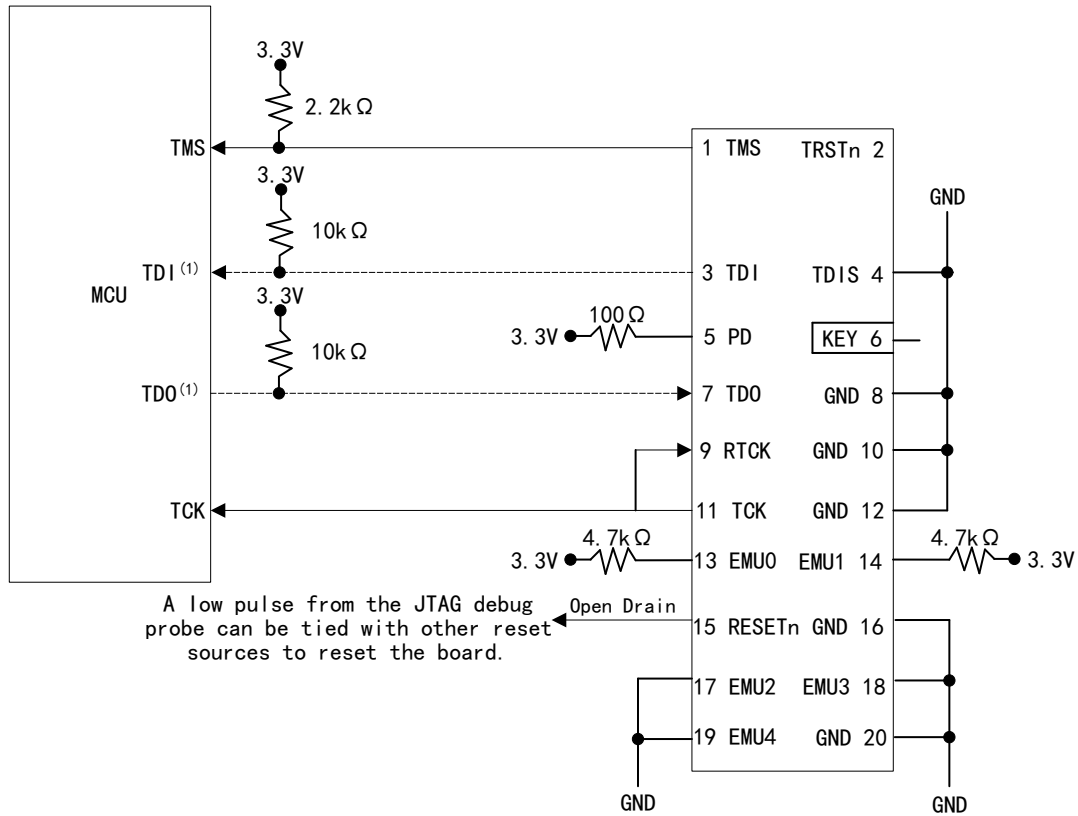 3.3V
2.2kΩ
TMS
1 TMS
TRSTn 2
3.3V
GND
10kΩ
TDI(1)
3 TDI
TDIS 4
MCU
3.3V
100Ω
3.3V
5 PD
KEY 6
10kΩ
TDO(1)
7 TDO
GND 8
9 RTCK
GND 10
TCK
11 TCK
GND 12
4.7kΩ
4.7kΩ
3.3V
13 EMU0
EMU1 14
3.3V
A low pulse from the JTAG debug
probe can be tied with other reset
sources to reset the board.
Open Drain
15 RESETn
GND 16
17 EMU2
EMU3 18
19 EMU4
GND 20
GND
GND